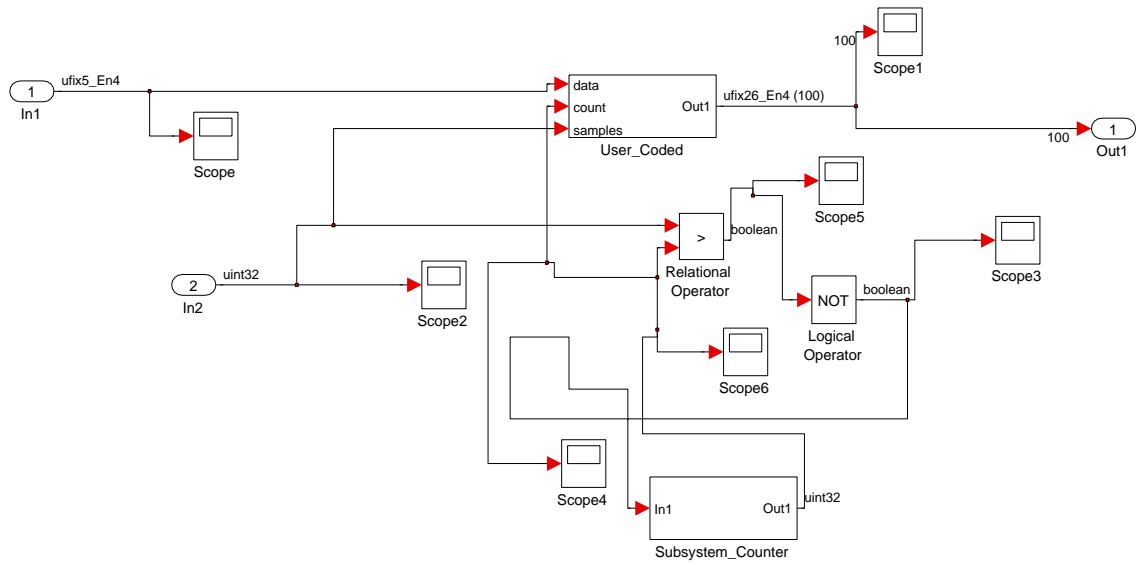 1
In1
ufix5_En4
Scope
data
count
samples
Out1
User_Coded
ufix26_En4 (100)
100
Scope1
100
1
Out1
Scope5
>
boolean
Relational
Operator
Scope3
2
In2
uint32
Scope2
NOT
boolean
Logical
Operator
Scope6
Scope4
In1
Out1
uint32
Subsystem_Counter